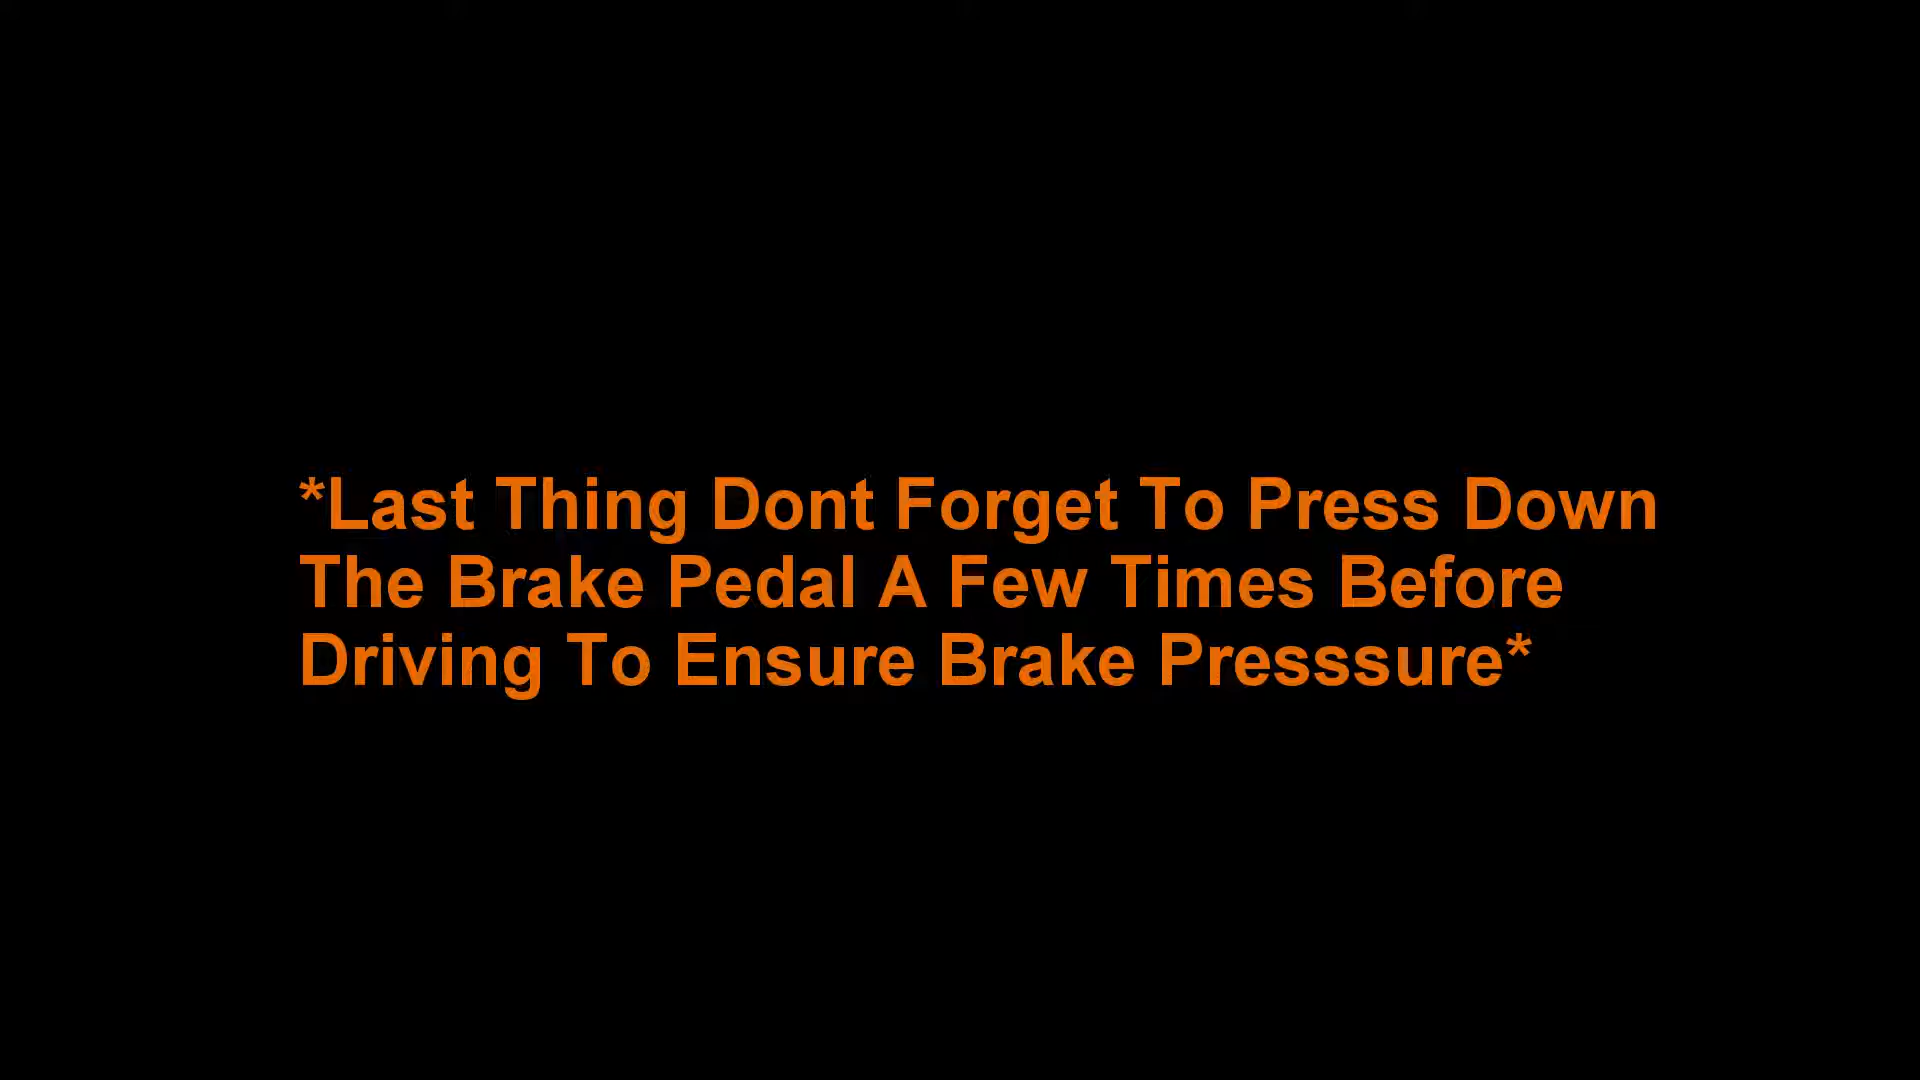 *Last Thing Dont Forget To Press Down
The Brake Pedal A Few Times Before
Driving To Ensure Brake Presssure*